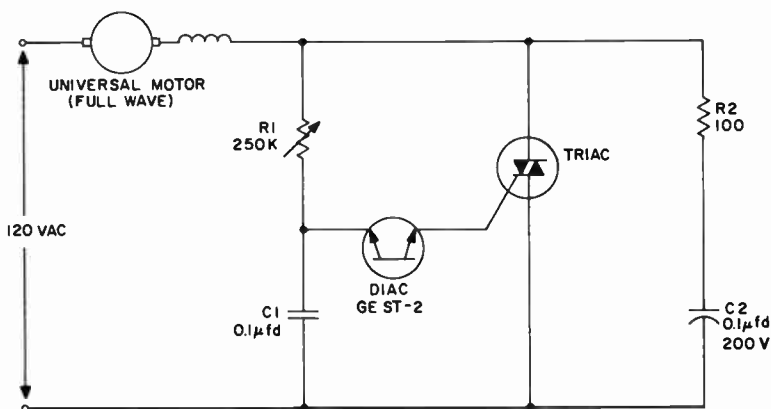 UNIVERSAL MOTOR
(FULL WAVE)
R1
250K
R2
100
TRIAC
120 VAC
DIAC
GE ST-2
C1
0.1µfd
C2
0.1µfd
200 V